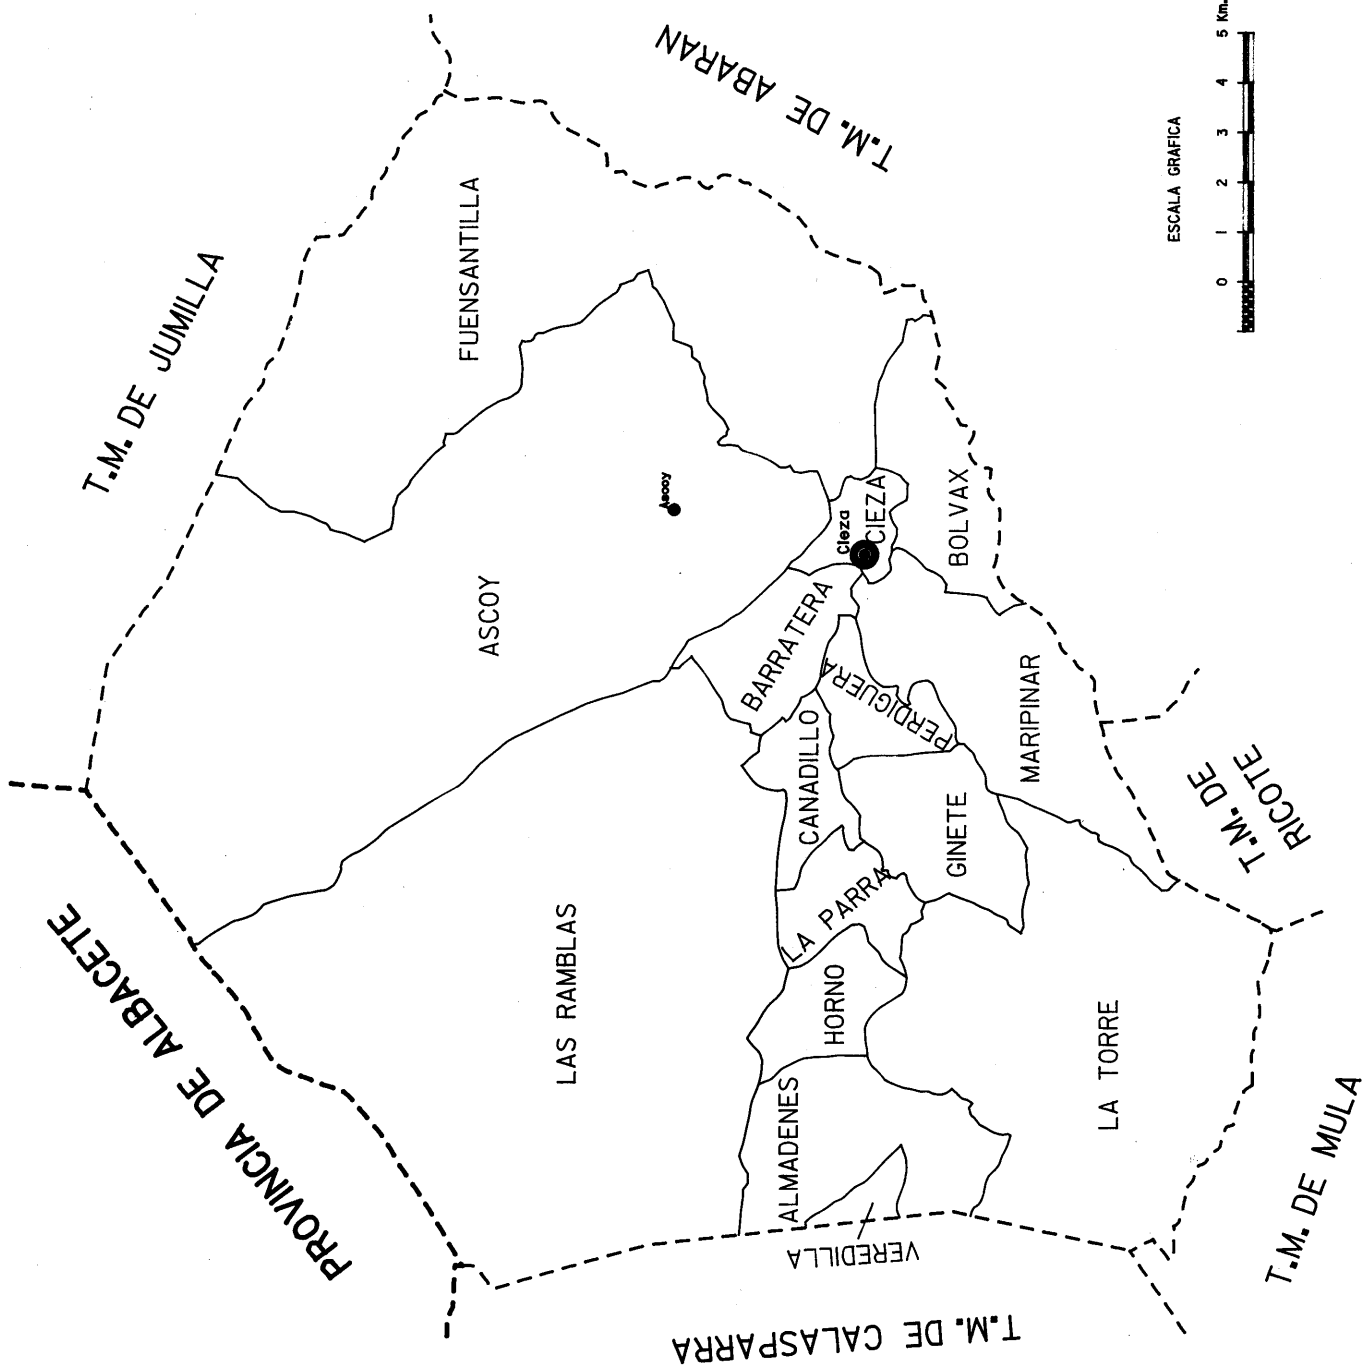 T.M. DE JUMILLA
T.M. DE ABARAN
PROVINCIA DE ALBACETE
T.M. DE CALASPARRA
T.M. DE MULA
T.M. DE
RICOTE
FUENSANTILLA
ASCOY
Ascoy
LAS RAMBLAS
Cieza
CIEZA
BOLVAX
BARRATERA
PERDIGUERA
CANADILLO
MARIPINAR
GINETE
LA PARRA
HORNO
ALMADENES
VEREDILLA
LA TORRE
ESCALA GRAFICA
0 1 2 3 4 5 Km.